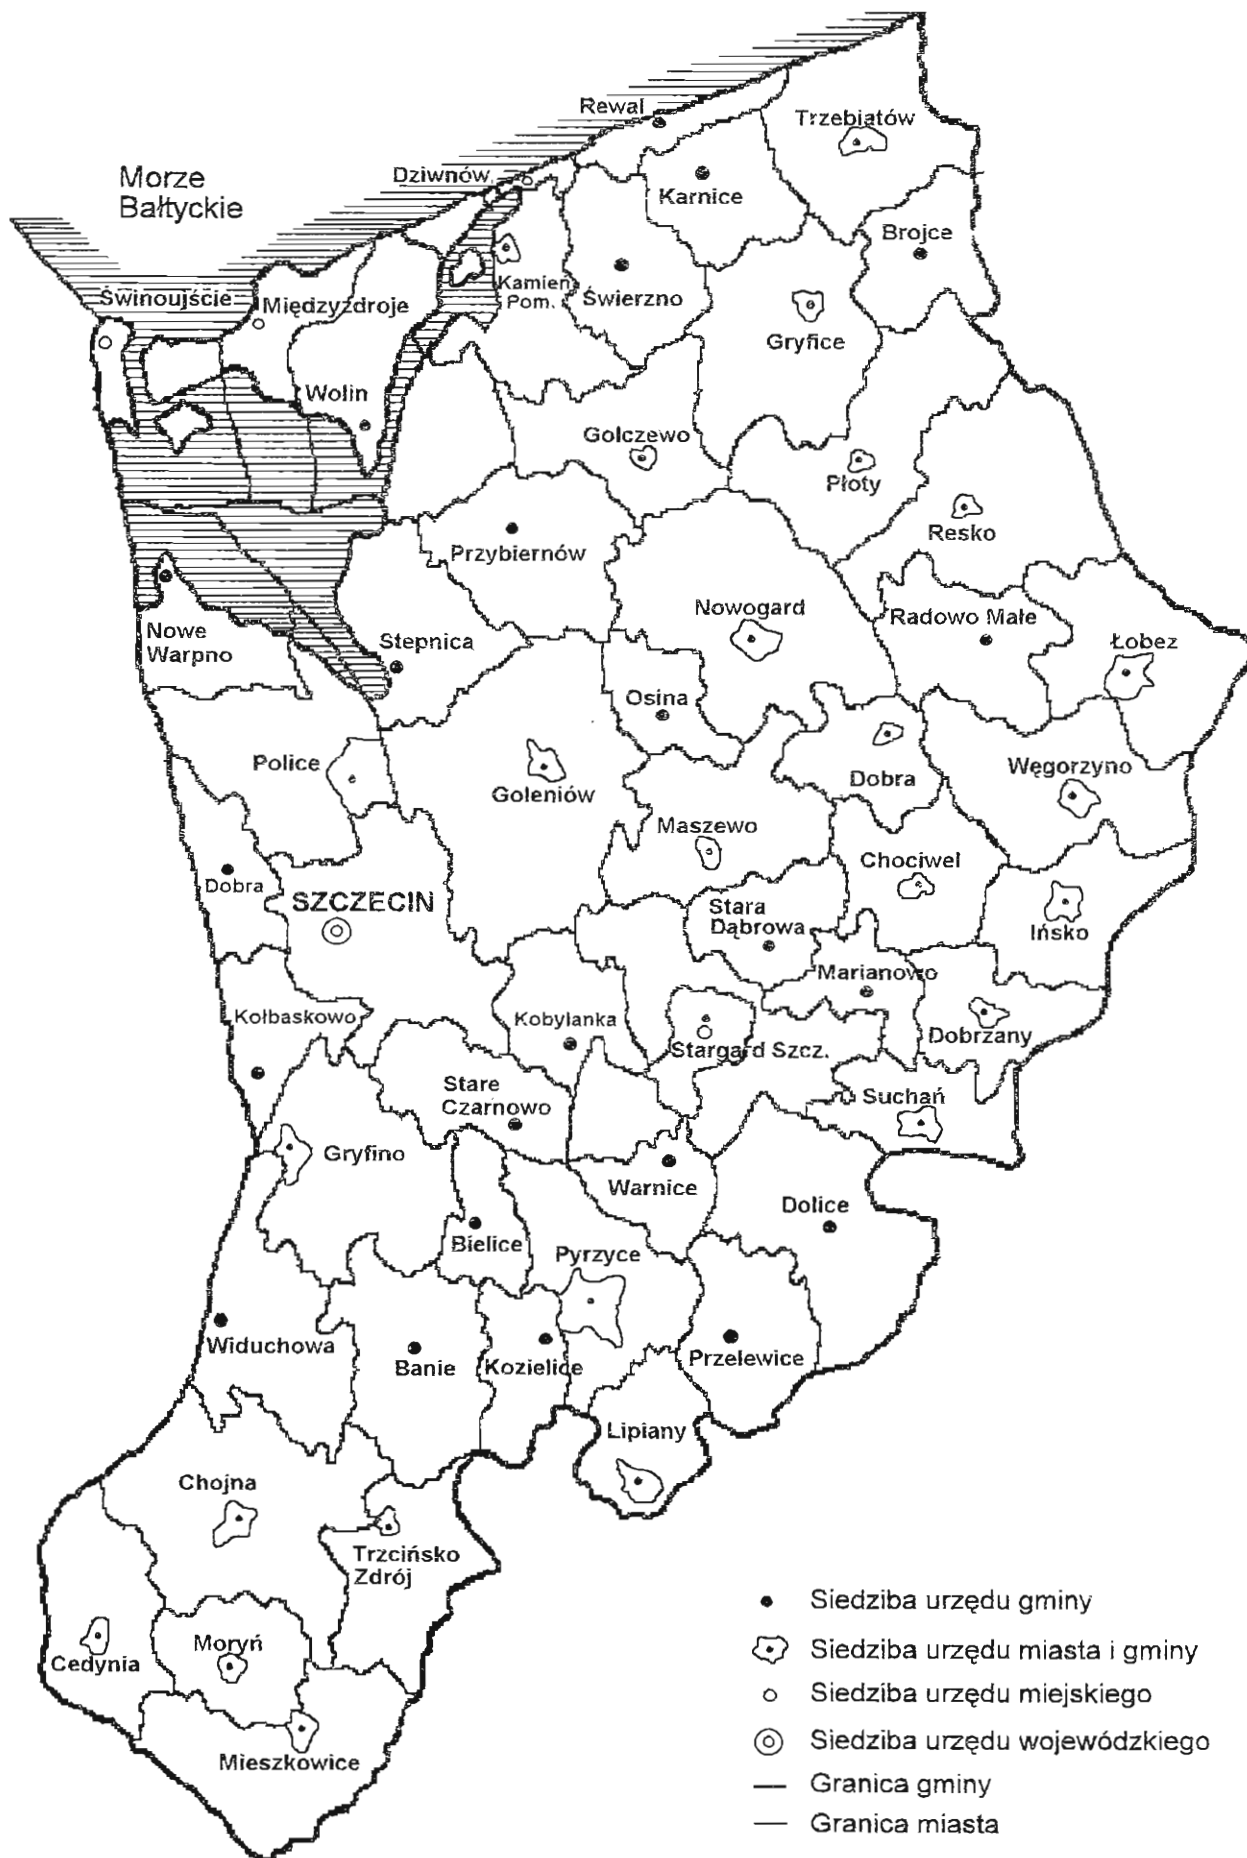 Rewal
Trzebiatów
Morze
Bałtyckie
Dziwnów
Karnice
Brojce
Kamień
Pom.
Świerzno
Świnoujście
Międzyzdroje
Gryfice
Wolin
Golczewo
Płoty
Resko
Przybiernów
Nowogard
Radowo Małe
Nowe
Warpno
Stepnica
Łobez
Osina
Police
Goleniów
Dobra
Węgorzyno
Maszewo
Chociwel
Dobra
SZCZECIN
Stara
Dąbrowa
Ińsko
Marianowo
Kołbaskowo
Kobylanka
Dobrzany
Stargard Szcz.
Stare
Czarnowo
Suchań
Gryfino
Warnice
Dolice
Bielice
Pyrzyce
Widuchowa
Banie
Kozielice
Przelewice
Lipiany
Chojna
Trzcińsko
Zdrój
Cedynia
Moryń
Mieszkowice
Siedziba urzędu gminy
Siedziba urzędu miasta i gminy
Siedziba urzędu miejskiego
Siedziba urzędu wojewódzkiego
Granica gminy
Granica miasta